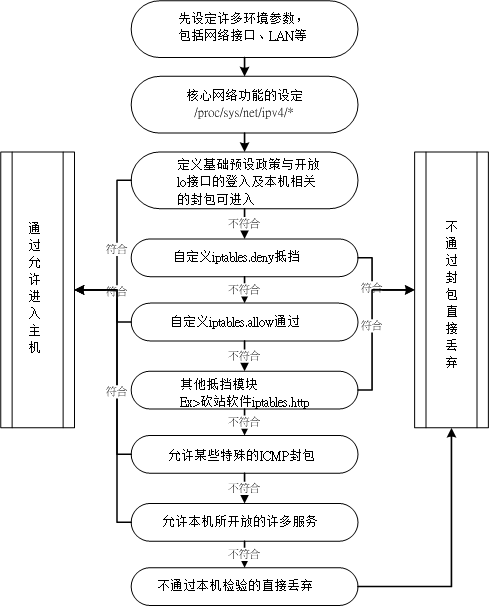 先设定许多环境参数，
包括网络接口、LAN等
核心网络功能的设定
/proc/sys/net/ipv4/*
定义基础预设政策与开放
lo接口的登入及本机相关
的封包可进入
不符合
符合
自定义iptables.deny抵挡
符合
符合
不符合
自定义iptables.allow通过
符合
不符合
其他抵挡模块
Ex>砍站软件iptables.http
符合
不符合
允许某些特殊的ICMP封包
不符合
允许本机所开放的许多服务
不符合
不通过本机检验的直接丢弃
通过允许进入主机
不通过封包直接丢弃